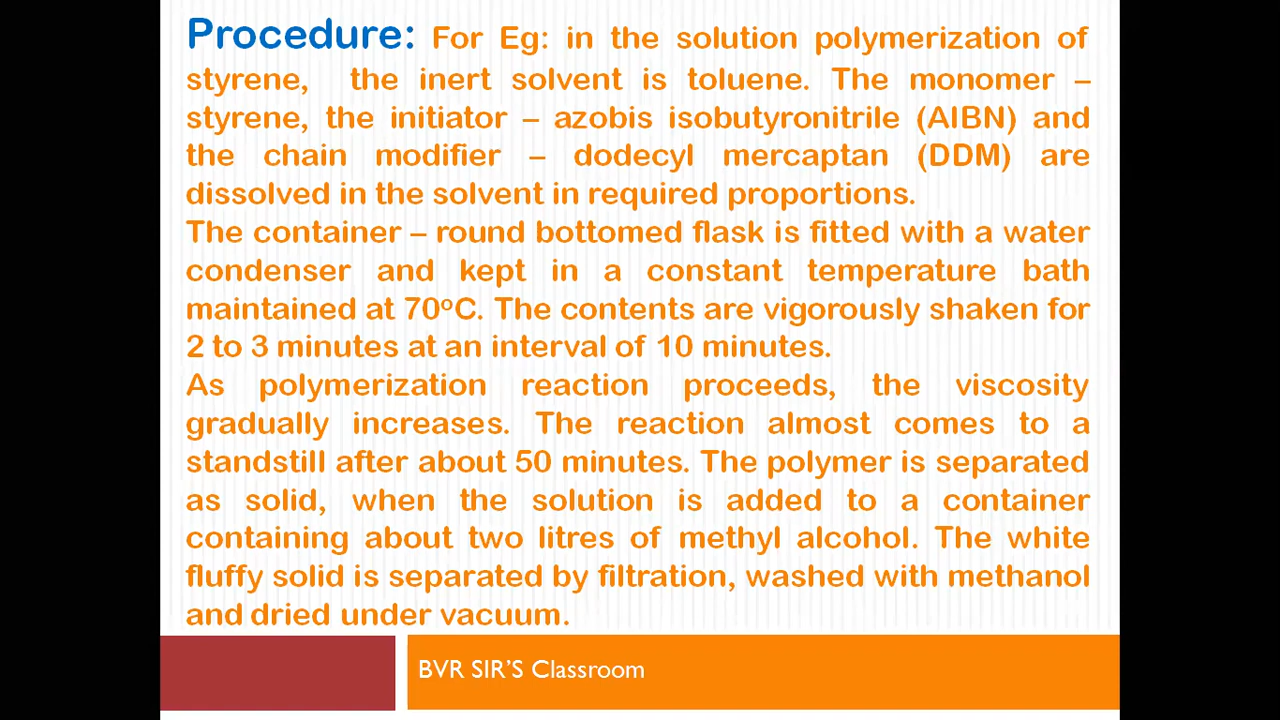 Procedure: For Eg: in the solution polymerization of
styrene, the inert solvent is toluene. The monomer –
styrene, the initiator – azobis isobutyronitrile (AIBN) and
the chain modifier – dodecyl mercaptan (DDM) are
dissolved in the solvent in required proportions.
The container – round bottomed flask is fitted with a water
condenser and kept in a constant temperature bath
maintained at 70ºC. The contents are vigorously shaken for
2 to 3 minutes at an interval of 10 minutes.
As polymerization reaction proceeds, the viscosity
gradually increases. The reaction almost comes to a
standstill after about 50 minutes. The polymer is separated
as solid, when the solution is added to a container
containing about two litres of methyl alcohol. The white
fluffy solid is separated by filtration, washed with methanol
and dried under vacuum.
BVR SIR’S Classroom